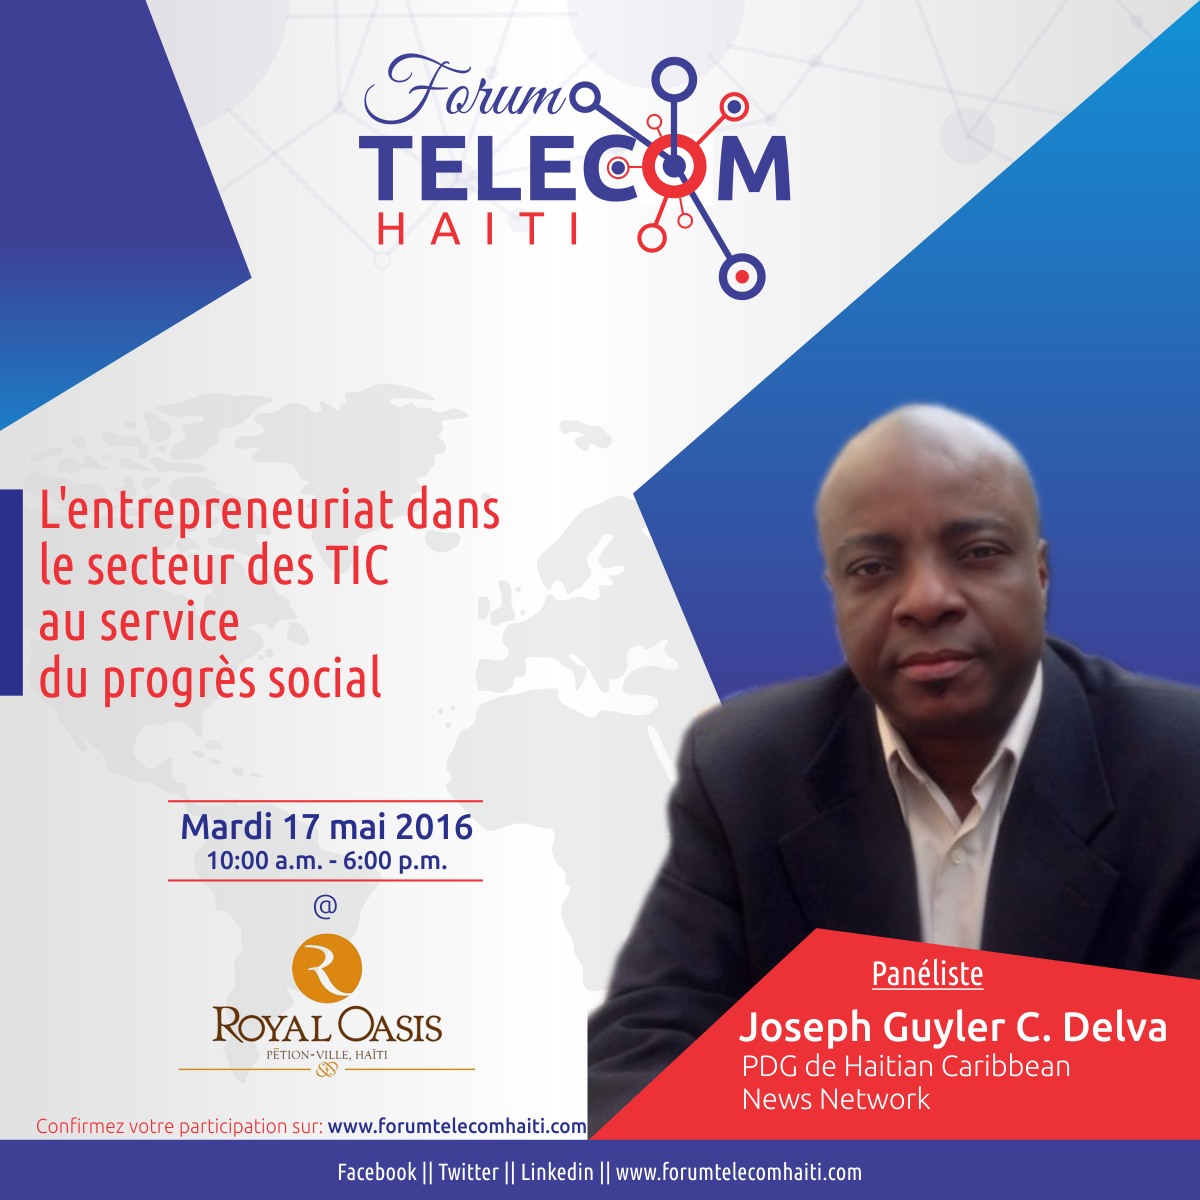 Forum
TELECOM
HAITI
L'entrepreneuriat dans
le secteur des TIC
au service
du progrès social
Mardi 17 mai 2016
10:00 a.m. - 6:00 p.m.
@
R
ROYAL OASIS
PÉTION-VILLE, HAÏTI
Panéliste
Joseph Guyler C. Delva
PDG de Haitian Caribbean
News Network
Confirmez votre participation sur: www.forumtelecomhaiti.com
Facebook || Twitter || Linkedin || www.forumtelecomhaiti.com